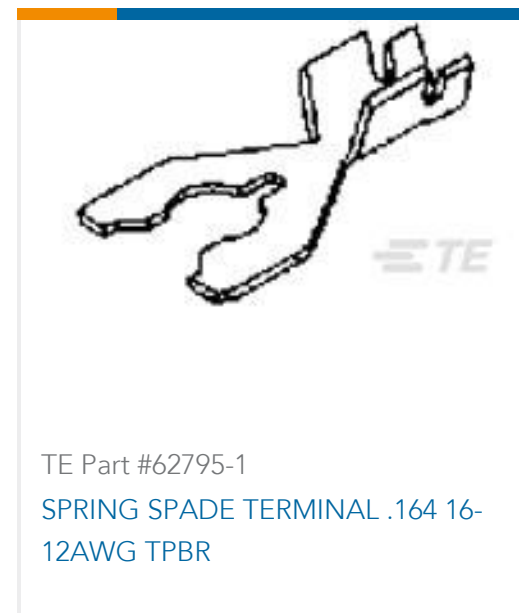 TE
TE Part #62795-1
SPRING SPADE TERMINAL .164 16-
12AWG TPBR